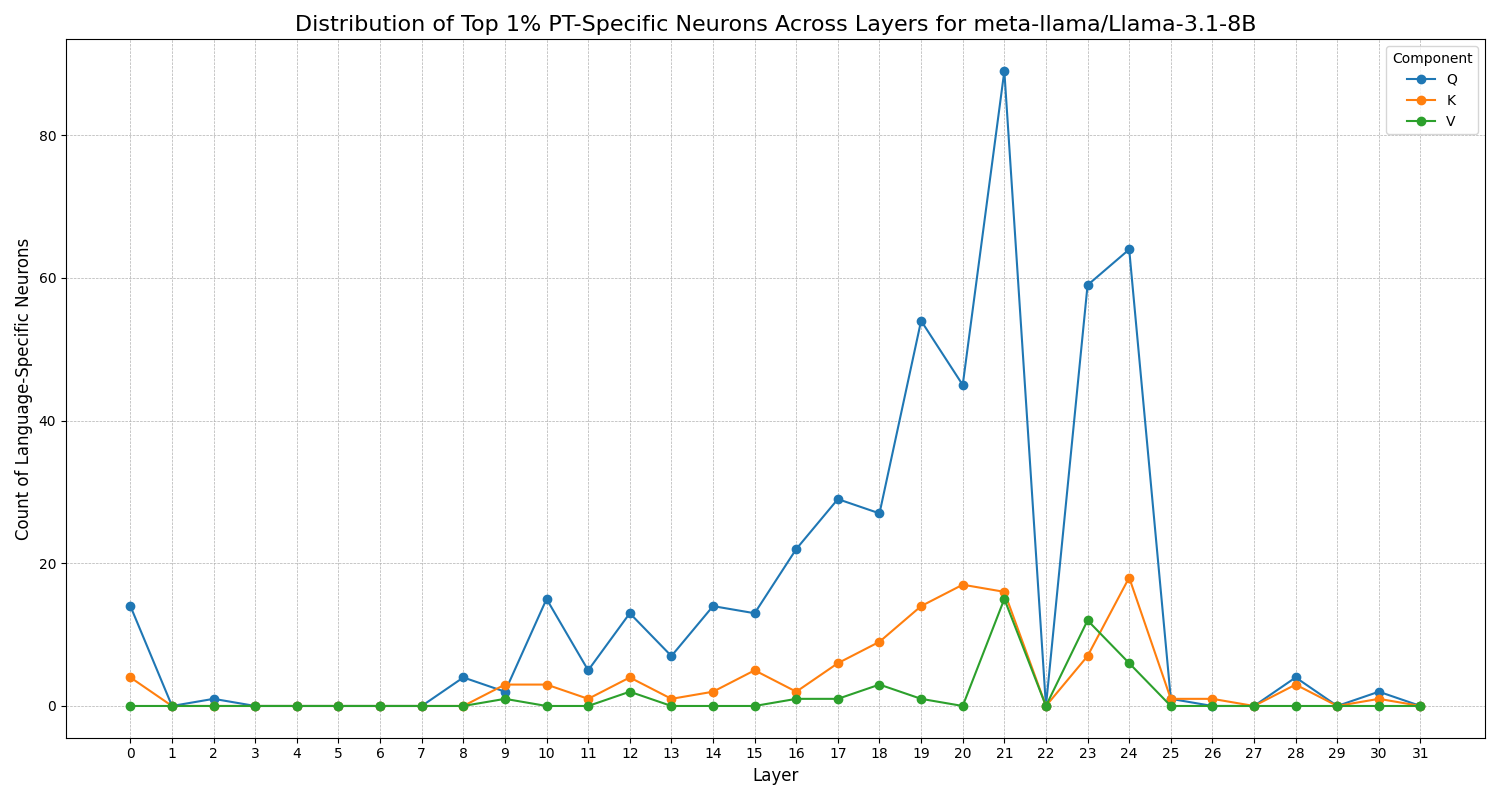 Distribution of Top 1% PT-Specific Neurons Across Layers for meta-llama/Llama-3.1-8B
Component
Q
K
V
Count of Language-Specific Neurons
80
60
40
20
0
0 1 2 3 4 5 6 7 8 9 10 11 12 13 14 15 16 17 18 19 20 21 22 23 24 25 26 27 28 29 30 31
Layer